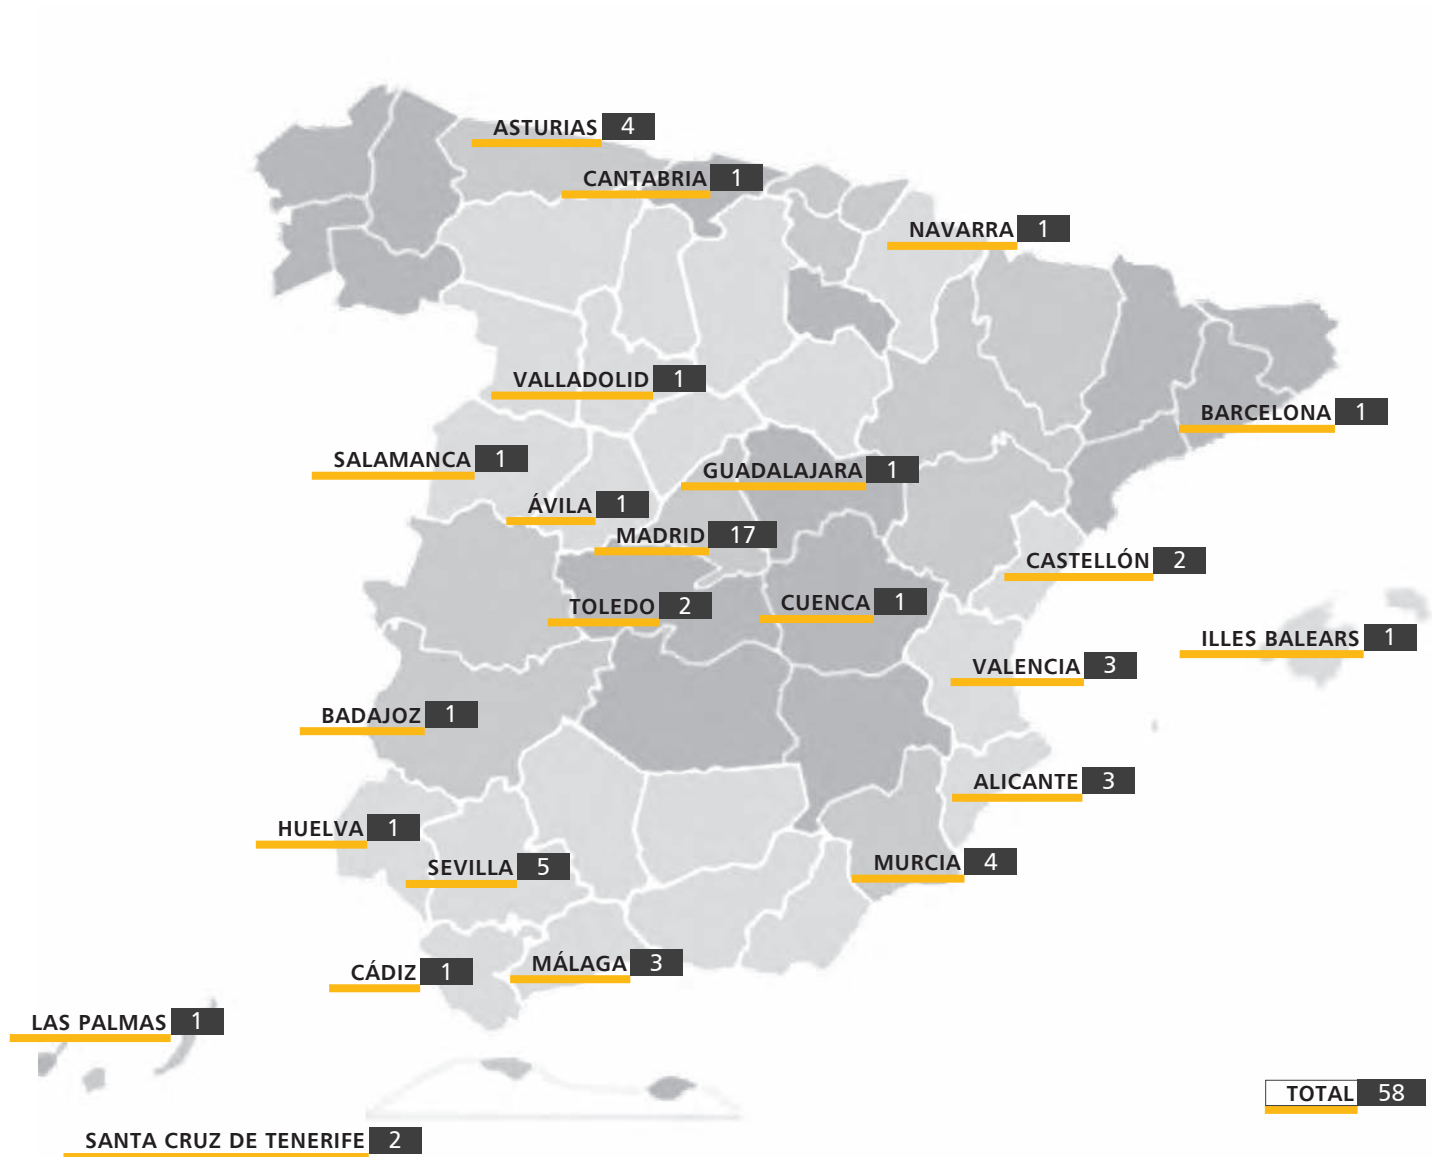 ASTURIAS 4
CANTABRIA 1
NAVARRA 1
VALLADOLID 1
BARCELONA 1
SALAMANCA 1
GUADALAJARA 1
ÁVILA 1
MADRID 17
CASTELLÓN 2
TOLEDO 2
CUENCA 1
ILLES BALEARS 1
VALENCIA 3
BADAJOZ 1
ALICANTE 3
HUELVA 1
SEVILLA 5
MURCIA 4
CÁDIZ 1
MÁLAGA 3
LAS PALMAS 1
TOTAL 58
SANTA CRUZ DE TENERIFE 2